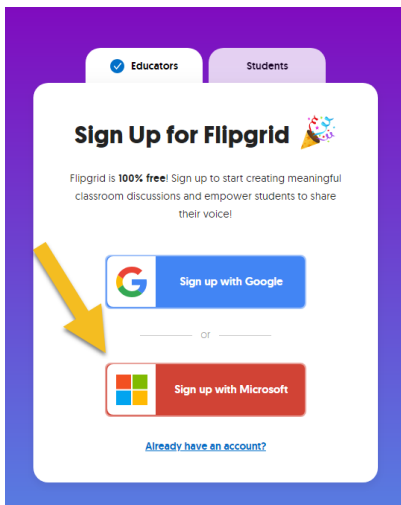 Educators
Students
Sign Up for Flipgrid
Flipgrid is 100% free! Sign up to start creating meaningful
classroom discussions and empower students to share
their voice!
Sign up with Google
or
Sign up with Microsoft
Already have an account?